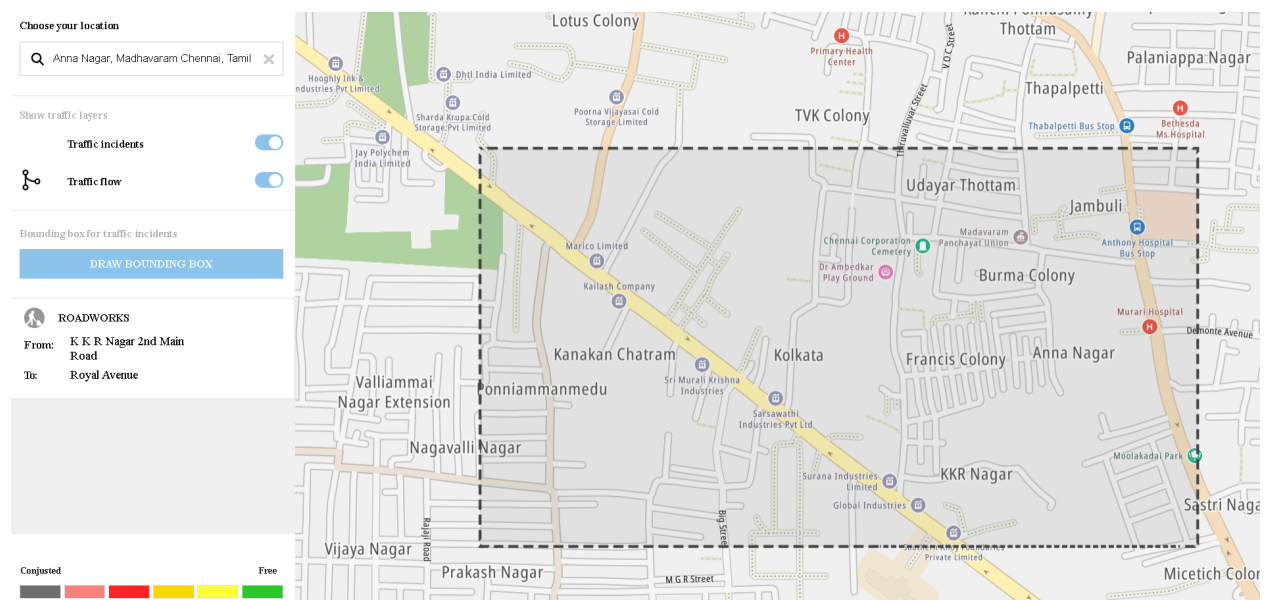 Choose your location
Anna Nagar, Madhavaram Chennai, Tamil
Show traffic layers
Traffic incidents
Traffic flow
Bounding box for traffic incidents
DRAW BOUNDING BOX
ROADWORKS
From: K K R Nagar 2nd Main
Road
To: Royal Avenue
Conjusted
Free
Lotus Colony
Thottam
V.O.C Street
Primary Health
Center
Palaniappa Nagar
Hooghly Ink &
ndustries Pvt Limited
Dhtl India Limited
Sharda Krupa Cold
Storage Pvt Limited
Poorna Vijayasai Cold
Storage Limited
Jay Polychem
India Limited
TVK Colony
Thiruvalluvar Street
Thapalpetti
Thabalpetti Bus Stop
Bethesda
Ms.Hospital
Udayar Thottam
Jambuli
Madavaram
Panchayat Union
Chennai Corporation
Cemetery
Dr Ambedkar
Play Ground
Anthony Hospital
Bus Stop
Burma Colony
Marico Limited
Kailash Company
Murari Hospital
Demonte Avenue
Kanakan Chatram
Kolkata
Francis Colony
Anna Nagar
Sri Murali Krishna
Industries
Valliammai
Nagar Extension
Ponniammanmedu
Sarsawathi
Industries Pvt Ltd
Nagavalli Nagar
Moolakadai Park
Surana Industries
Limited
KKR Nagar
Global Industries
Sastri Naga
Rajaji Road
Big Street
Vijaya Nagar
Private Limited
Prakash Nagar
M G R Street
Micetich Color